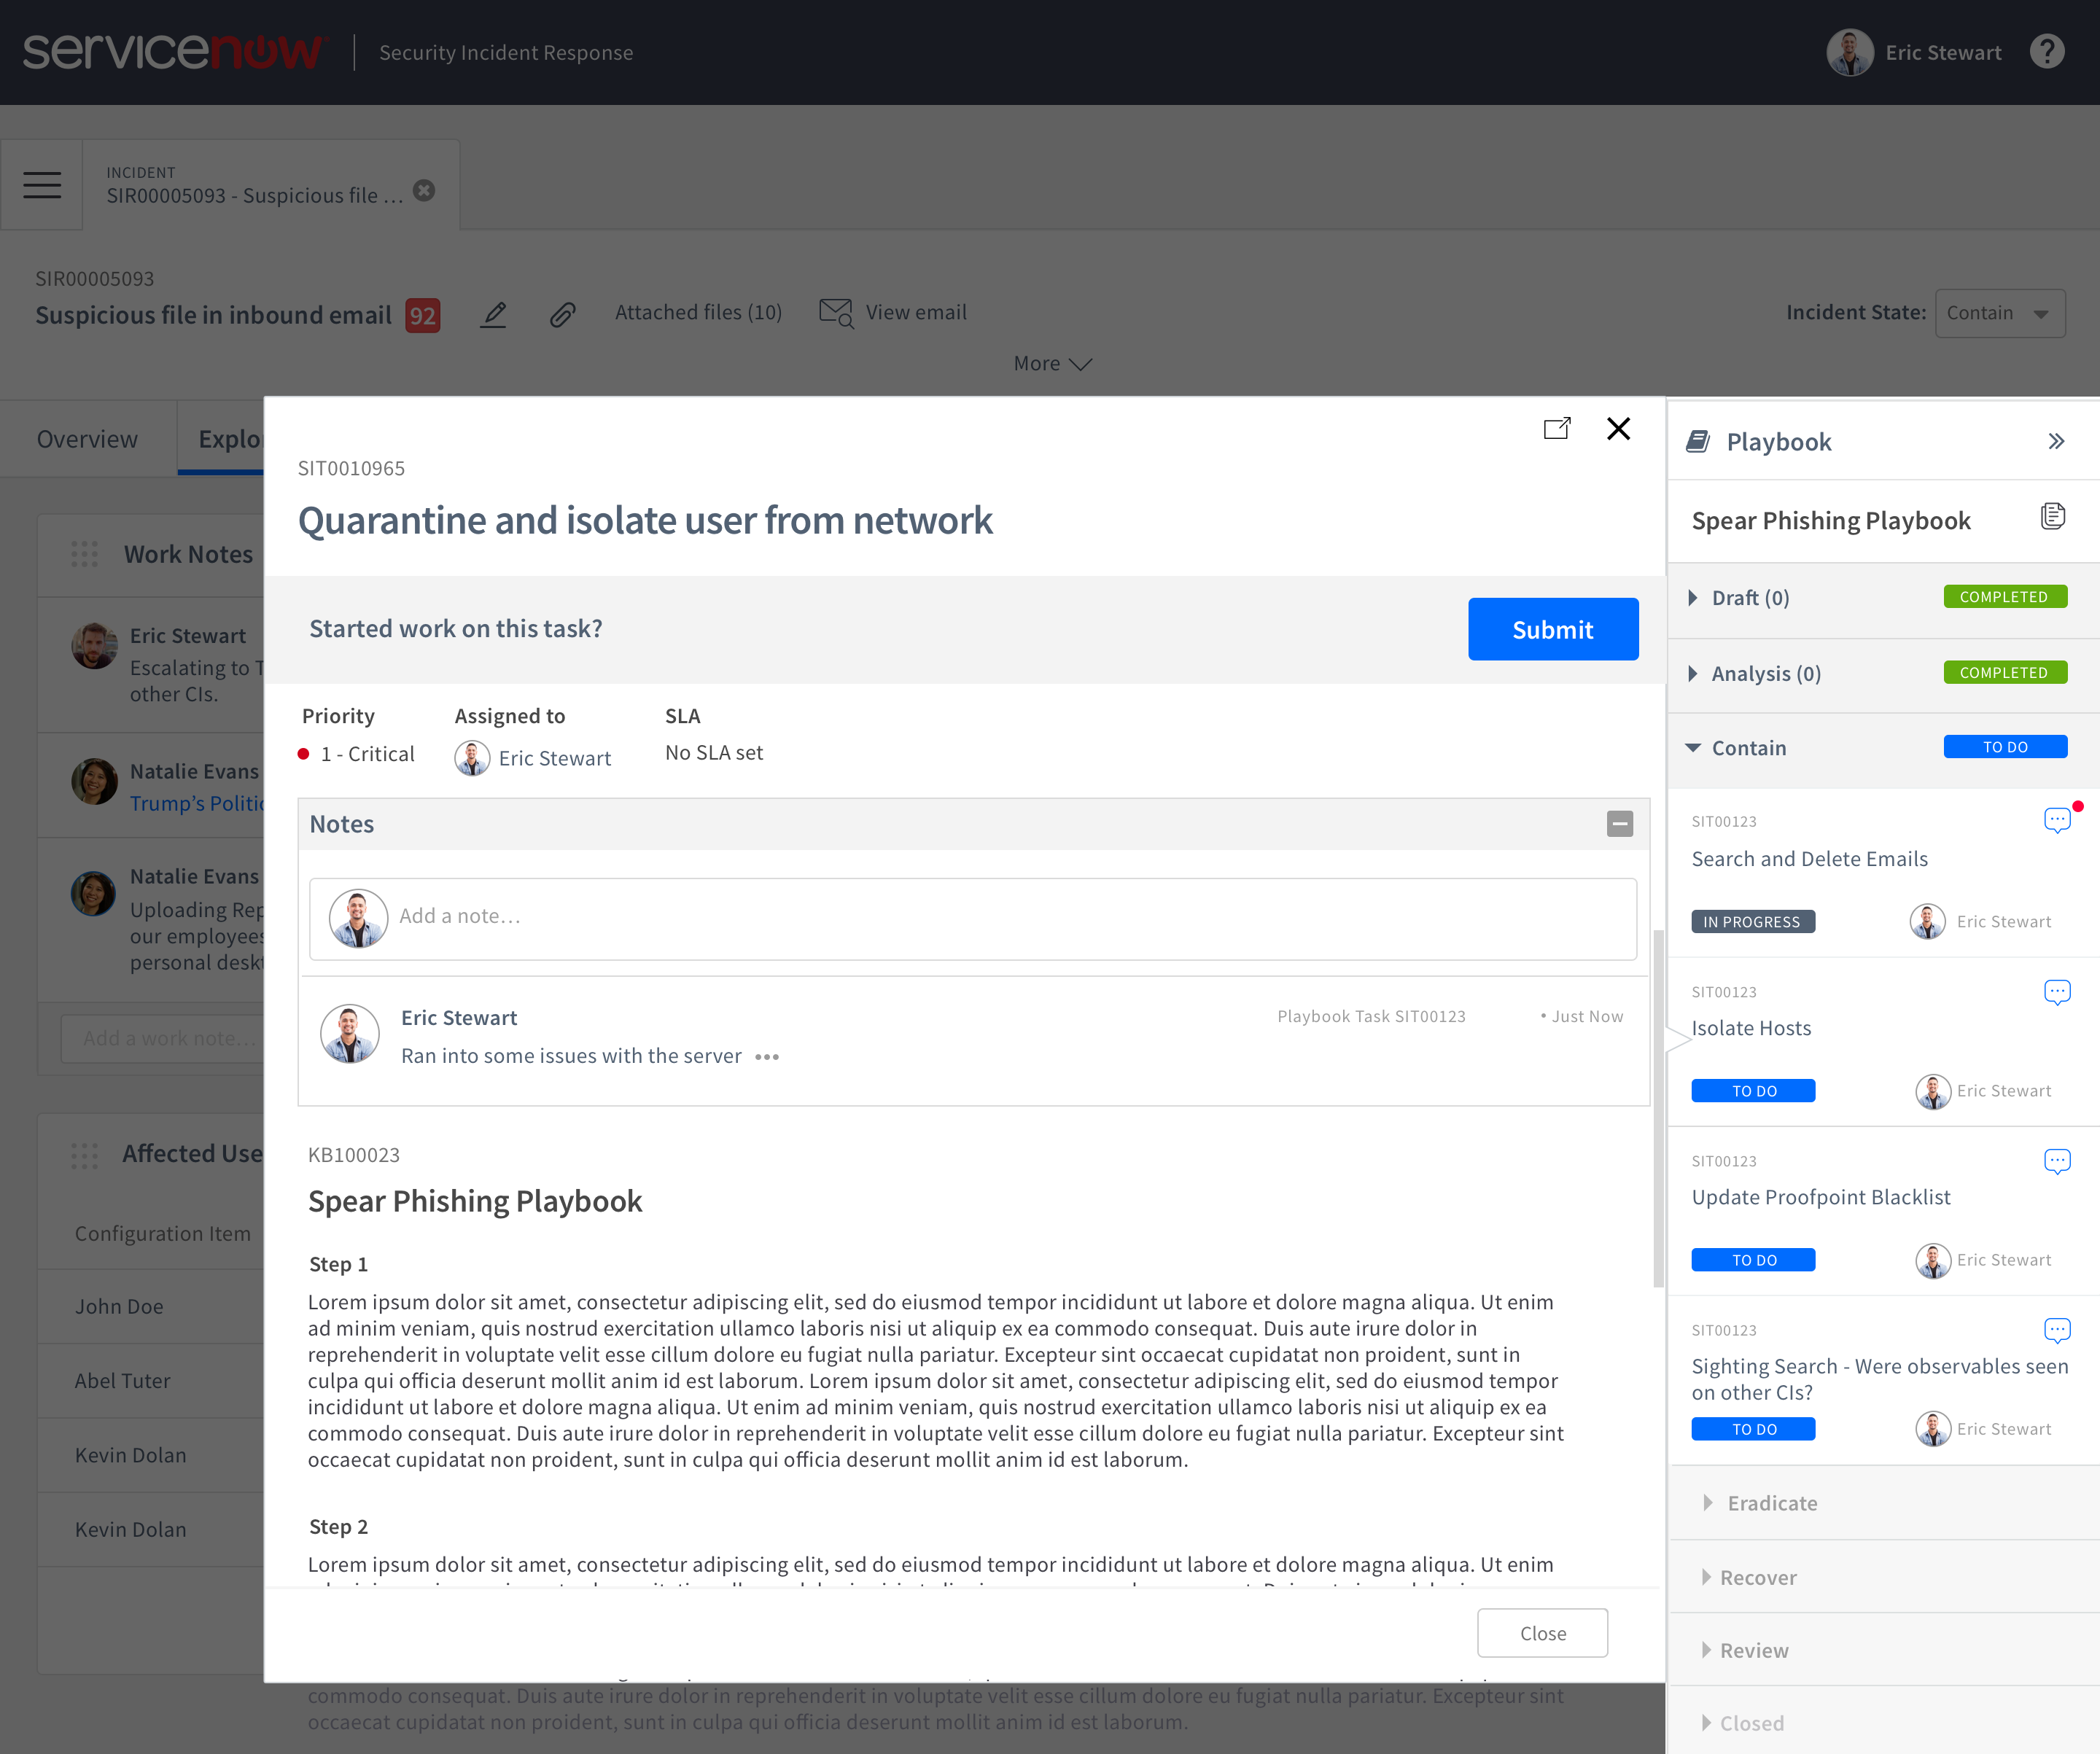 servicenow
Security Incident Response
Eric Stewart
?
INCIDENT
SIR00005093 - Suspicious file ...
SIR00005093
Suspicious file in inbound email 92
Attached files (10)
View email
Incident State: Contain
More
Overview
Explo
Work Notes
Eric Stewart
Escalating to T
other CIs.
Natalie Evans
Trump’s Politic
Natalie Evans
Uploading Rep
our employees
personal deskt
Add a work note...
Affected Use
Configuration Item
John Doe
Abel Tuter
Kevin Dolan
Kevin Dolan
SIT0010965
Quarantine and isolate user from network
Started work on this task?
Submit
Priority
1 - Critical
Assigned to
Eric Stewart
SLA
No SLA set
Notes
Add a note...
Eric Stewart
Playbook Task SIT00123
• Just Now
Ran into some issues with the server •••
KB100023
Spear Phishing Playbook
Step 1
Lorem ipsum dolor sit amet, consectetur adipiscing elit, sed do eiusmod tempor incididunt ut labore et dolore magna aliqua. Ut enim
ad minim veniam, quis nostrud exercitation ullamco laboris nisi ut aliquip ex ea commodo consequat. Duis aute irure dolor in
reprehenderit in voluptate velit esse cillum dolore eu fugiat nulla pariatur. Excepteur sint occaecat cupidatat non proident, sunt in
culpa qui officia deserunt mollit anim id est laborum. Lorem ipsum dolor sit amet, consectetur adipiscing elit, sed do eiusmod tempor
incididunt ut labore et dolore magna aliqua. Ut enim ad minim veniam, quis nostrud exercitation ullamco laboris nisi ut aliquip ex ea
commodo consequat. Duis aute irure dolor in reprehenderit in voluptate velit esse cillum dolore eu fugiat nulla pariatur. Excepteur sint
occaecat cupidatat non proident, sunt in culpa qui officia deserunt mollit anim id est laborum.
Step 2
Lorem ipsum dolor sit amet, consectetur adipiscing elit, sed do eiusmod tempor incididunt ut labore et dolore magna aliqua. Ut enim
Close
commodo consequat. Duis aute irure dolor in reprehenderit in voluptate velit esse cillum dolore eu fugiat nulla pariatur. Excepteur sint
occaecat cupidatat non proident, sunt in culpa qui officia deserunt mollit anim id est laborum.
Playbook
Spear Phishing Playbook
Draft (0)
COMPLETED
Analysis (0)
COMPLETED
Contain
TO DO
SIT00123
Search and Delete Emails
IN PROGRESS
Eric Stewart
SIT00123
Isolate Hosts
TO DO
Eric Stewart
SIT00123
Update Proofpoint Blacklist
TO DO
Eric Stewart
SIT00123
Sighting Search - Were observables seen
on other CIs?
TO DO
Eric Stewart
Eradicate
Recover
Review
Closed